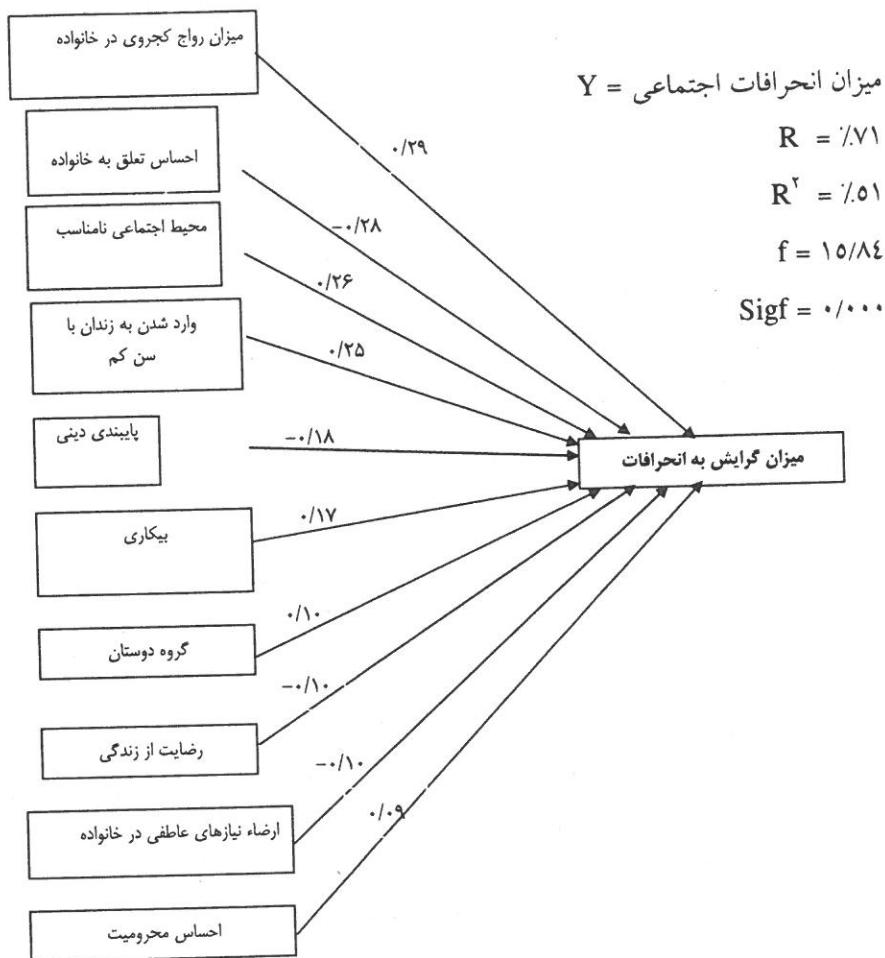 میزان رواج کجروی در خانواده
میزان انحرافات اجتماعی = Y
R = ٪۷۱
R۲ = ٪۵۱
f = ۱۵/۸۴
Sigf = ۰/۰۰۰
۰/۲۹
احساس تعلق به خانواده
-۰/۲۸
محیط اجتماعی نامناسب
۰/۲۶
وارد شدن به زندان با
سن کم
۰/۲۵
پایبندی دینی
-۰/۱۸
میزان گرایش به انحرافات
بیکاری
۰/۱۷
گروه دوستان
۰/۱۰
رضایت از زندگی
-۰/۱۰
ارضاء نیازهای عاطفی در خانواده
-۰/۱۰
احساس محرومیت
۰/۰۹